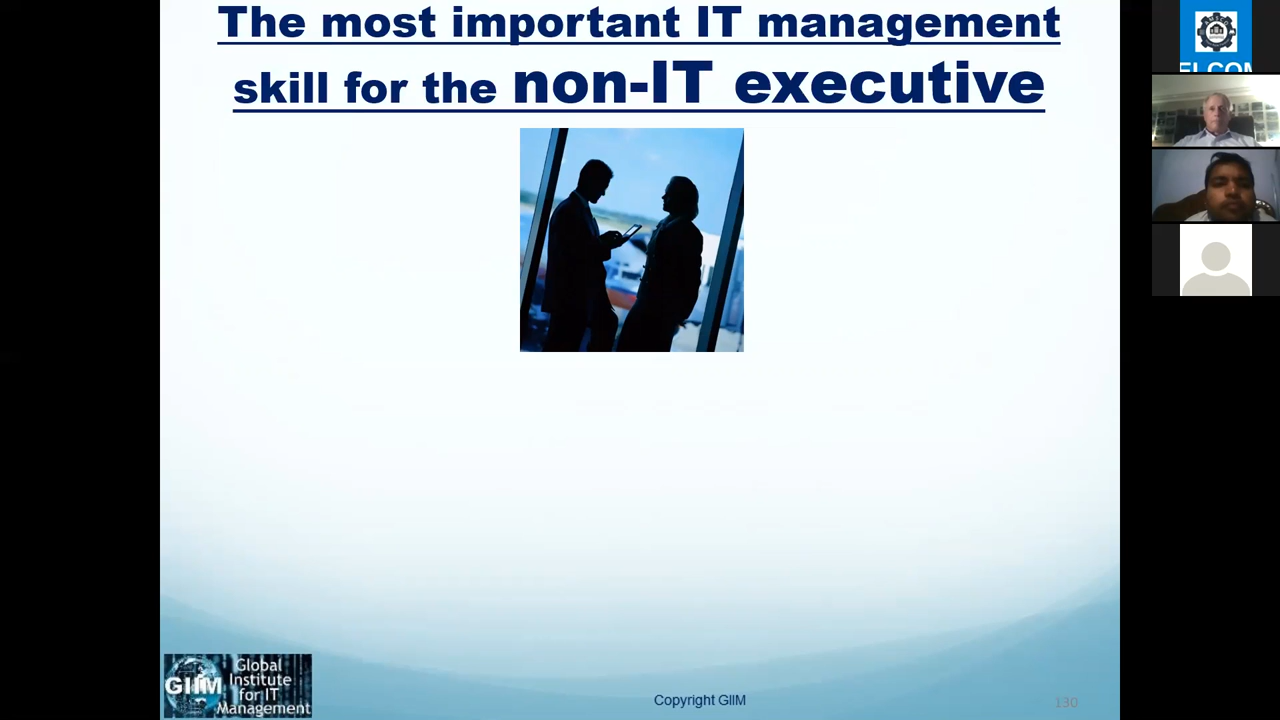 The most important IT management
skill for the non-IT executive
GIIM
Global
Institute
for IT
Management
Copyright GIIM
130